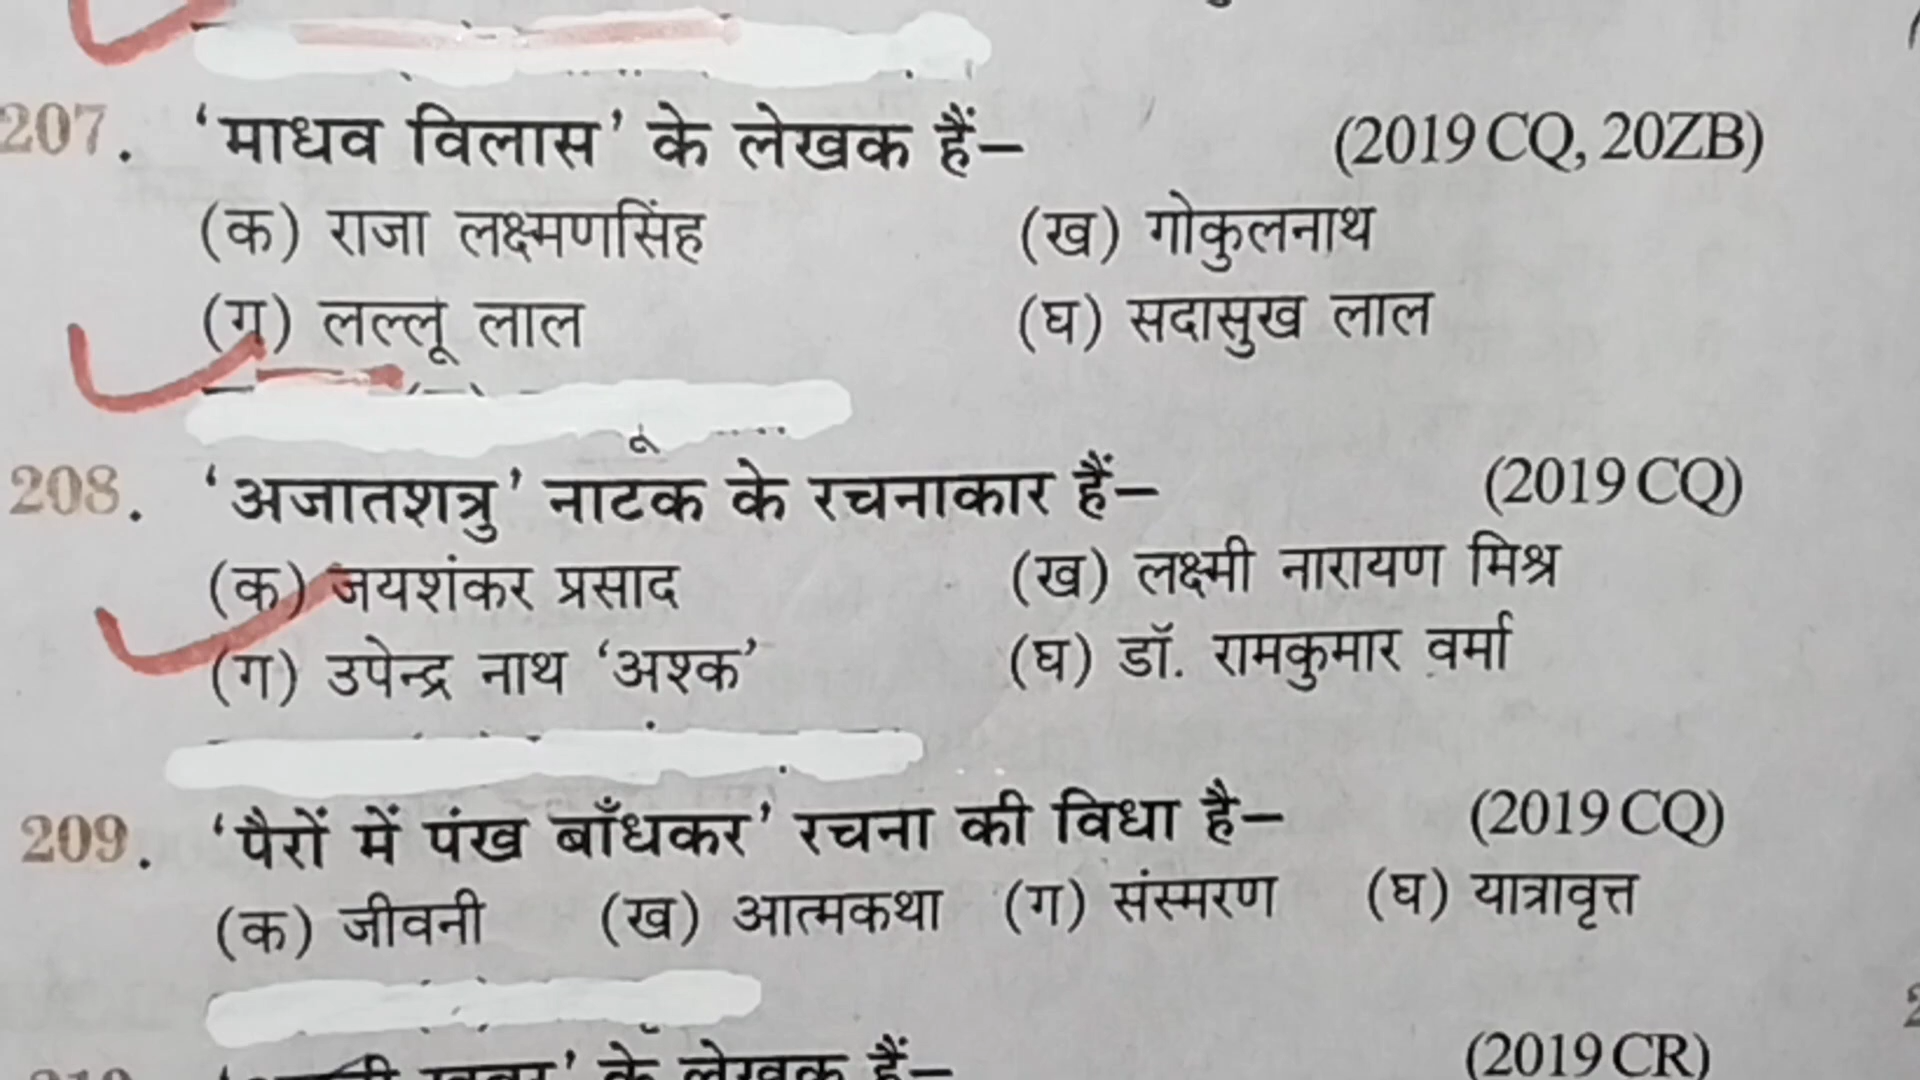 207. ‘माधव विलास’ के लेखक हैं– (2019 CQ, 20ZB)
(क) राजा लक्ष्मणसिंह (ख) गोकुलनाथ
(ग) लल्लू लाल (घ) सदासुख लाल
208. ‘अजातशत्रु’ नाटक के रचनाकार हैं– (2019 CQ)
(क) जयशंकर प्रसाद (ख) लक्ष्मी नारायण मिश्र
(ग) उपेन्द्र नाथ ‘अश्क’ (घ) डॉ. रामकुमार वर्मा
209. ‘पैरों में पंख बाँधकर’ रचना की विधा है– (2019 CQ)
(क) जीवनी (ख) आत्मकथा (ग) संस्मरण (घ) यात्रावृत्त
के लेखक हैं– (2019 CR)